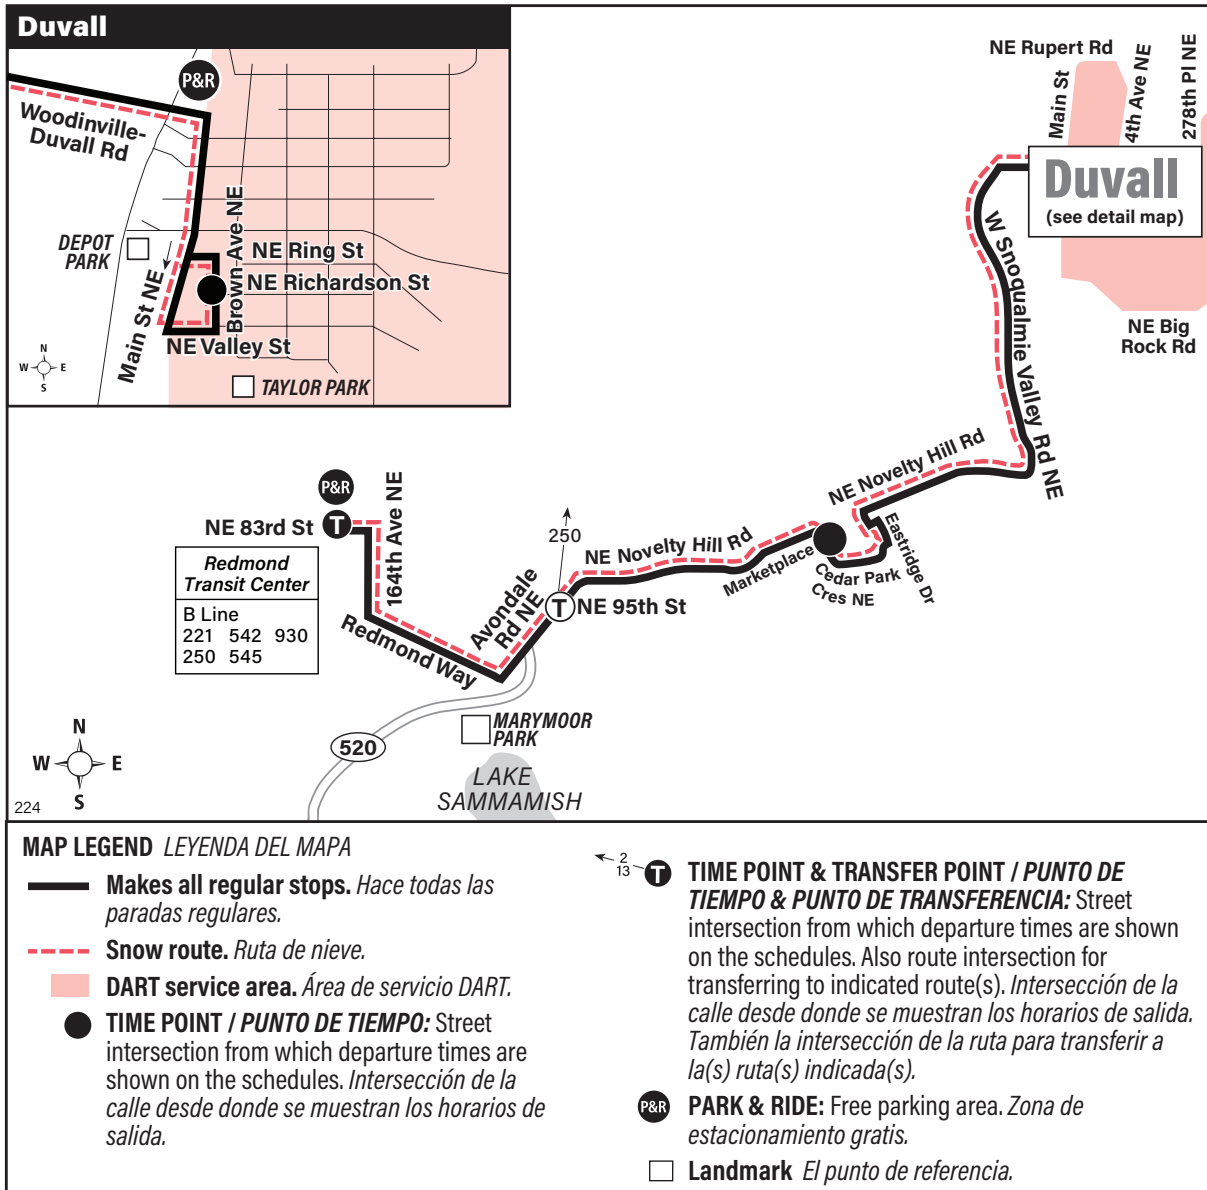 Duvall
P&R
Woodinville-
Duvall Rd
DEPOT
PARK
Main St NE
Brown Ave NE
NE Ring St
NE Richardson St
NE Valley St
TAYLOR PARK
N
W E
S
NE Rupert Rd
Main St
4th Ave NE
278th Pl NE
Duvall
(see detail map)
NE Big
Rock Rd
W Snoqualmie Valley Rd NE
NE Novelty Hill Rd
Eastridge Dr
Cedar Park
Cres NE
Marketplace
NE Novelty Hill Rd
250
T
NE 95th St
Avondale
Rd NE
P&R
NE 83rd St
T
164th Ave NE
Redmond Way
Redmond
Transit Center
B Line
221 542 930
250 545
MARYMOOR
PARK
520
LAKE
SAMMAMISH
N
W E
S
224
MAP LEGEND LEYENDA DEL MAPA
Makes all regular stops. Hace todas las
paradas regulares.
Snow route. Ruta de nieve.
DART service area. Área de servicio DART.
TIME POINT / PUNTO DE TIEMPO: Street
intersection from which departure times are
shown on the schedules. Intersección de la
calle desde donde se muestran los horarios de
salida.
2
13
T
TIME POINT & TRANSFER POINT / PUNTO DE
TIEMPO & PUNTO DE TRANSFERENCIA: Street
intersection from which departure times are shown
on the schedules. Also route intersection for
transferring to indicated route(s). Intersección de la
calle desde donde se muestran los horarios de salida.
También la intersección de la ruta para transferir a
la(s) ruta(s) indicada(s).
P&R
PARK & RIDE: Free parking area. Zona de
estacionamiento gratis.
Landmark El punto de referencia.